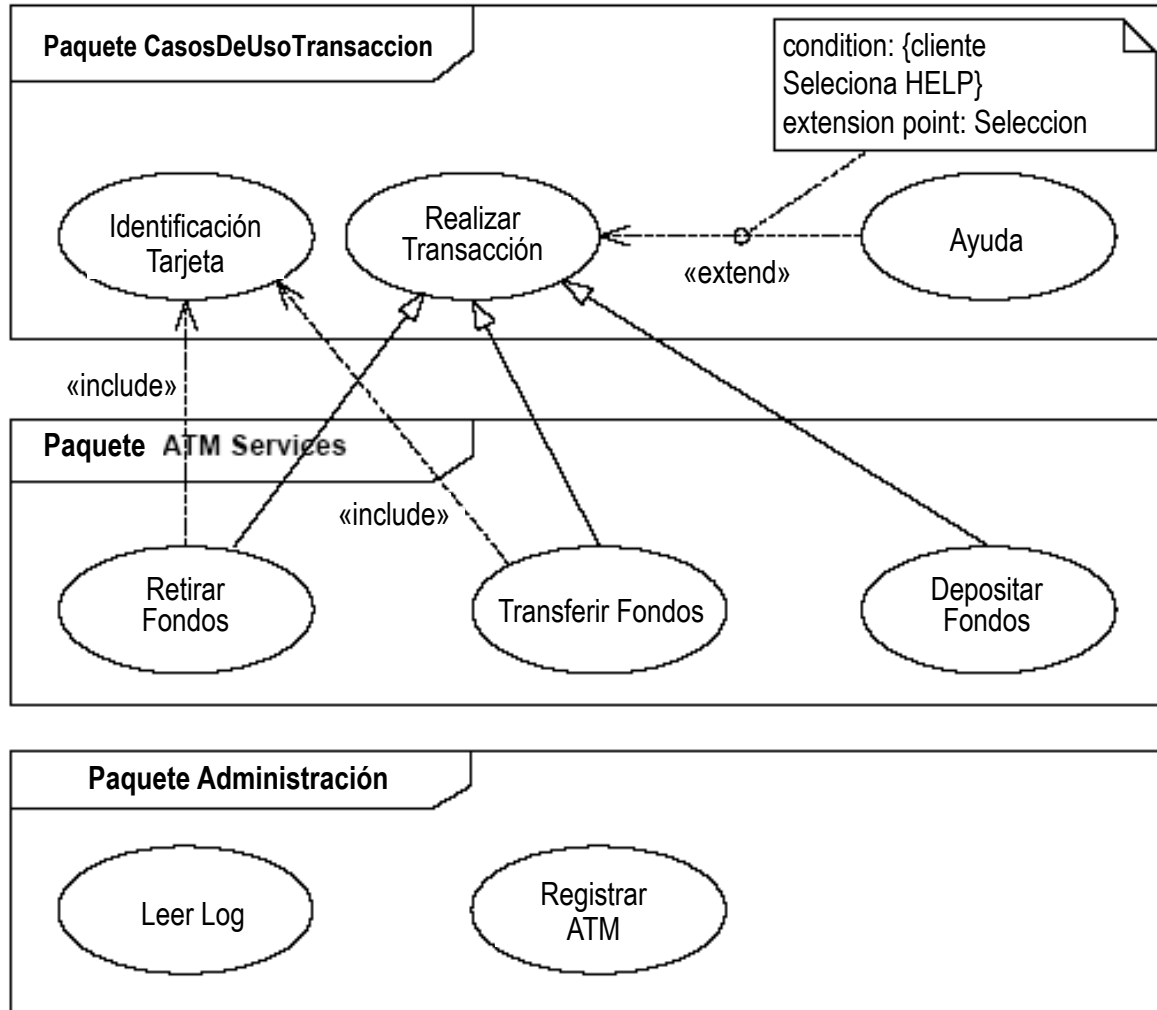 Paquete CasosDeUsoTransaccion
condition: {cliente
Seleciona HELP}
extension point: Seleccion
Identificación
Tarjeta
Realizar
Transacción
Ayuda
«extend»
«include»
Paquete ATM Services
«include»
Retirar
Fondos
Transferir Fondos
Depositar
Fondos
Paquete Administración
Leer Log
Registrar
ATM